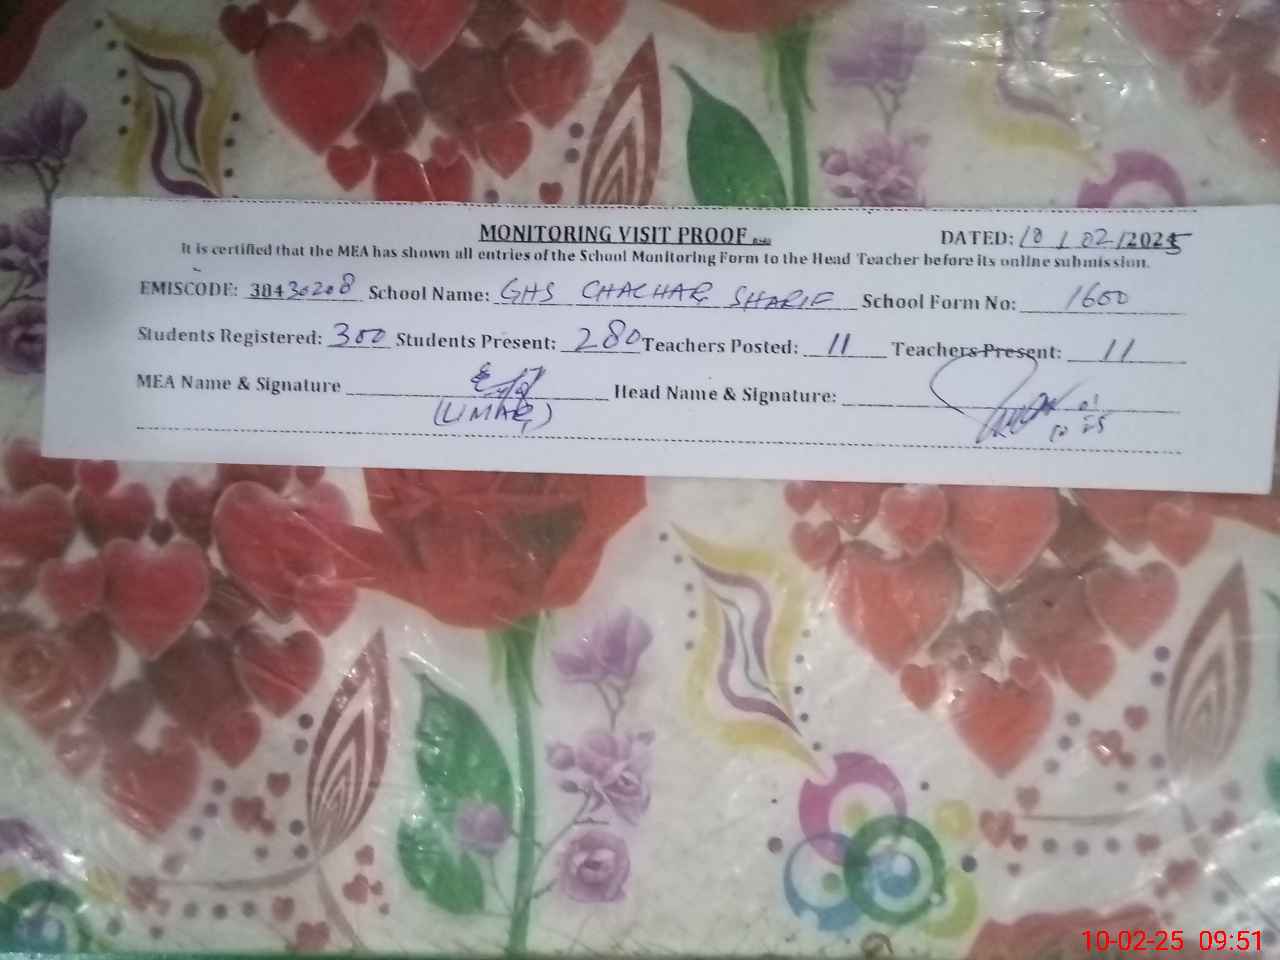 MONITORING VISIT PROOF
DATED: 10 / 02 /2025
It is certified that the MEA has shown all entries of the School Monitoring Form to the Head Teacher before its online submission.
EMISCODE: 30430208 School Name: GHS CHACHAR SHARIF School Form No: 1600
Students Registered: 300 Students Present: 280 Teachers Posted: 11 Teachers Present: 11
MEA Name & Signature Head Name & Signature:
(UMAR)
10-02-25 09:51